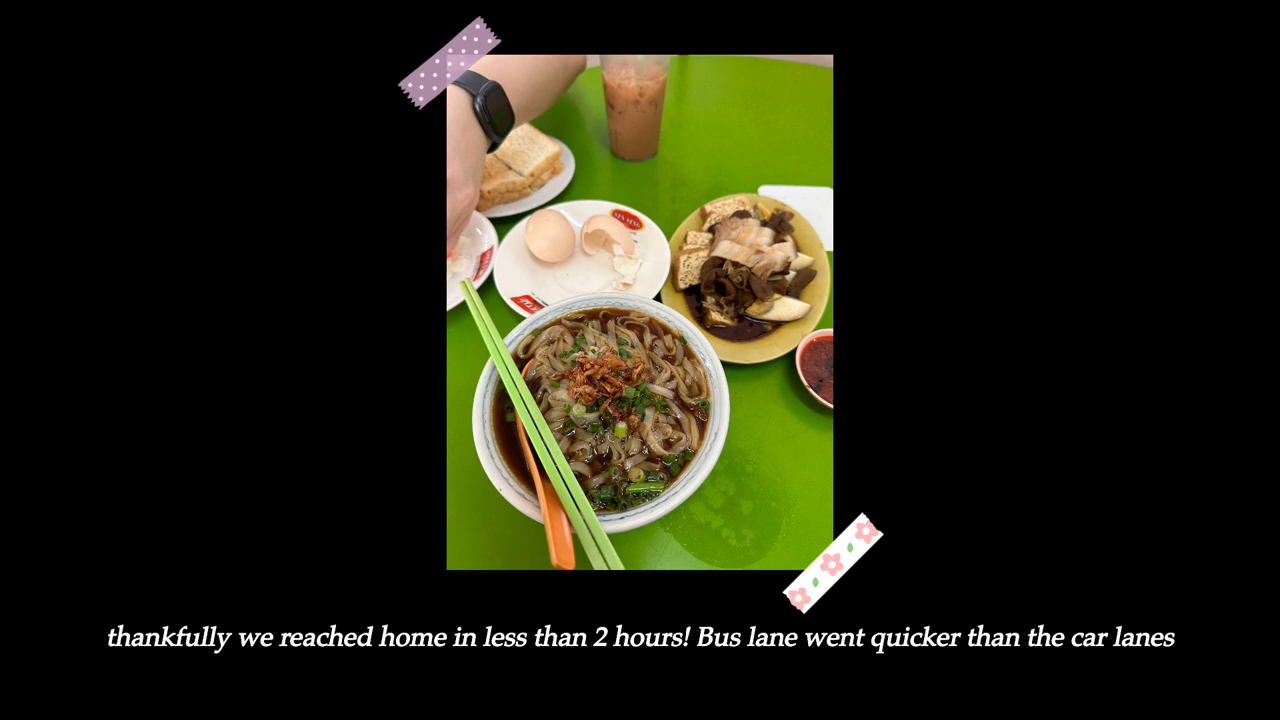 thankfully we reached home in less than 2 hours! Bus lane went quicker than the car lanes